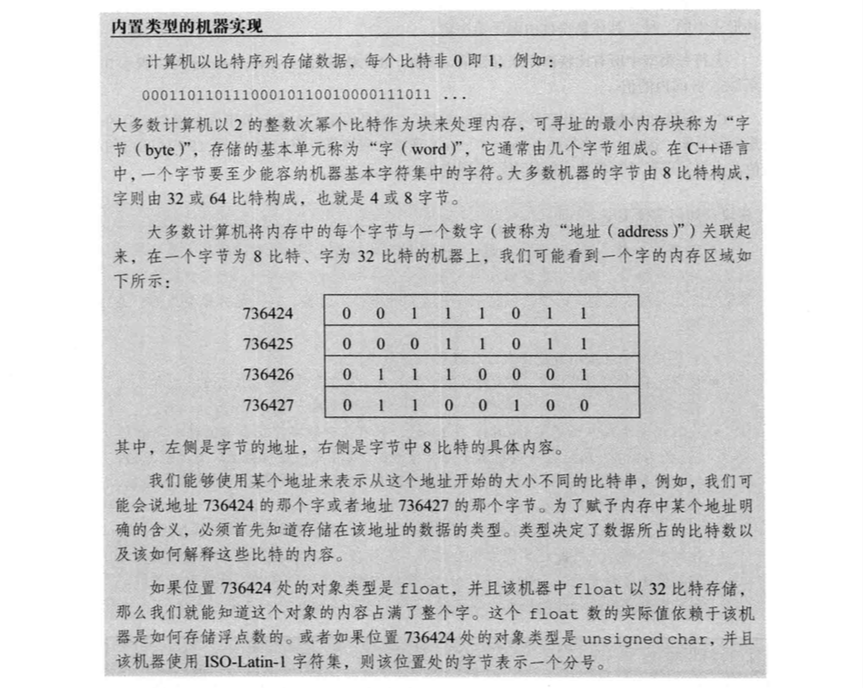 内置类型的机器实现
计算机以比特序列存储数据，每个比特非 0 即 1，例如：
00011011011100010110010000111011 ...
大多数计算机以 2 的整数次幂个比特作为块来处理内存，可寻址的最小内存块称为“字
节（byte）”，存储的基本单元称为“字（word）”，它通常由几个字节组成。在 C++语言
中，一个字节要至少能容纳机器基本字符集中的字符。大多数机器的字节由 8 比特构成，
字则由 32 或 64 比特构成，也就是 4 或 8 字节。
大多数计算机将内存中的每个字节与一个数字（被称为“地址（address）”）关联起
来，在一个字节为 8 比特、字为 32 比特的机器上，我们可能看到一个字的内存区域如
下所示：
736424 0 0 1 1 1 0 1 1
736425 0 0 0 1 1 0 1 1
736426 0 1 1 1 0 0 0 1
736427 0 1 1 0 0 1 0 0
其中，左侧是字节的地址，右侧是字节中 8 比特的具体内容。
我们能够使用某个地址来表示从这个地址开始的大小不同的比特串，例如，我们可
能会说地址 736424 的那个字或者地址 736427 的那个字节。为了赋予内存中某个地址明
确的含义，必须首先知道存储在该地址的数据的类型。类型决定了数据所占的比特数以
及该如何解释这些比特的内容。
如果位置 736424 处的对象类型是 float，并且该机器中 float 以 32 比特存储，
那么我们就能知道这个对象的内容占满了整个字。这个 float 数的实际值依赖于该机
器是如何存储浮点数的。或者如果位置 736424 处的对象类型是 unsigned char，并且
该机器使用 ISO-Latin-1 字符集，则该位置处的字节表示一个分号。